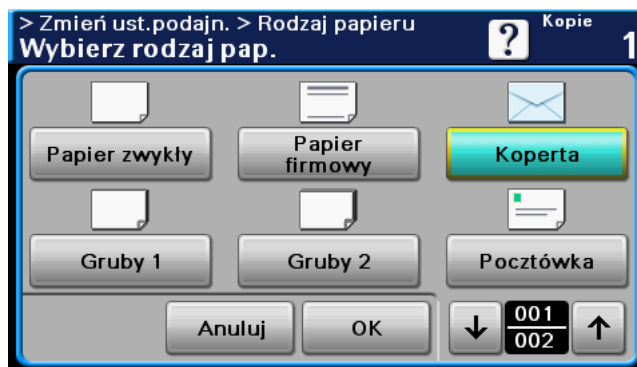 > Zmień ust.podajn. > Rodzaj papieru
Wybierz rodzaj pap.
?
Kopie
1
Papier zwykły
Papier
firmowy
Koperta
Gruby 1
Gruby 2
Pocztówka
Anuluj
OK
↓
001
002
↑